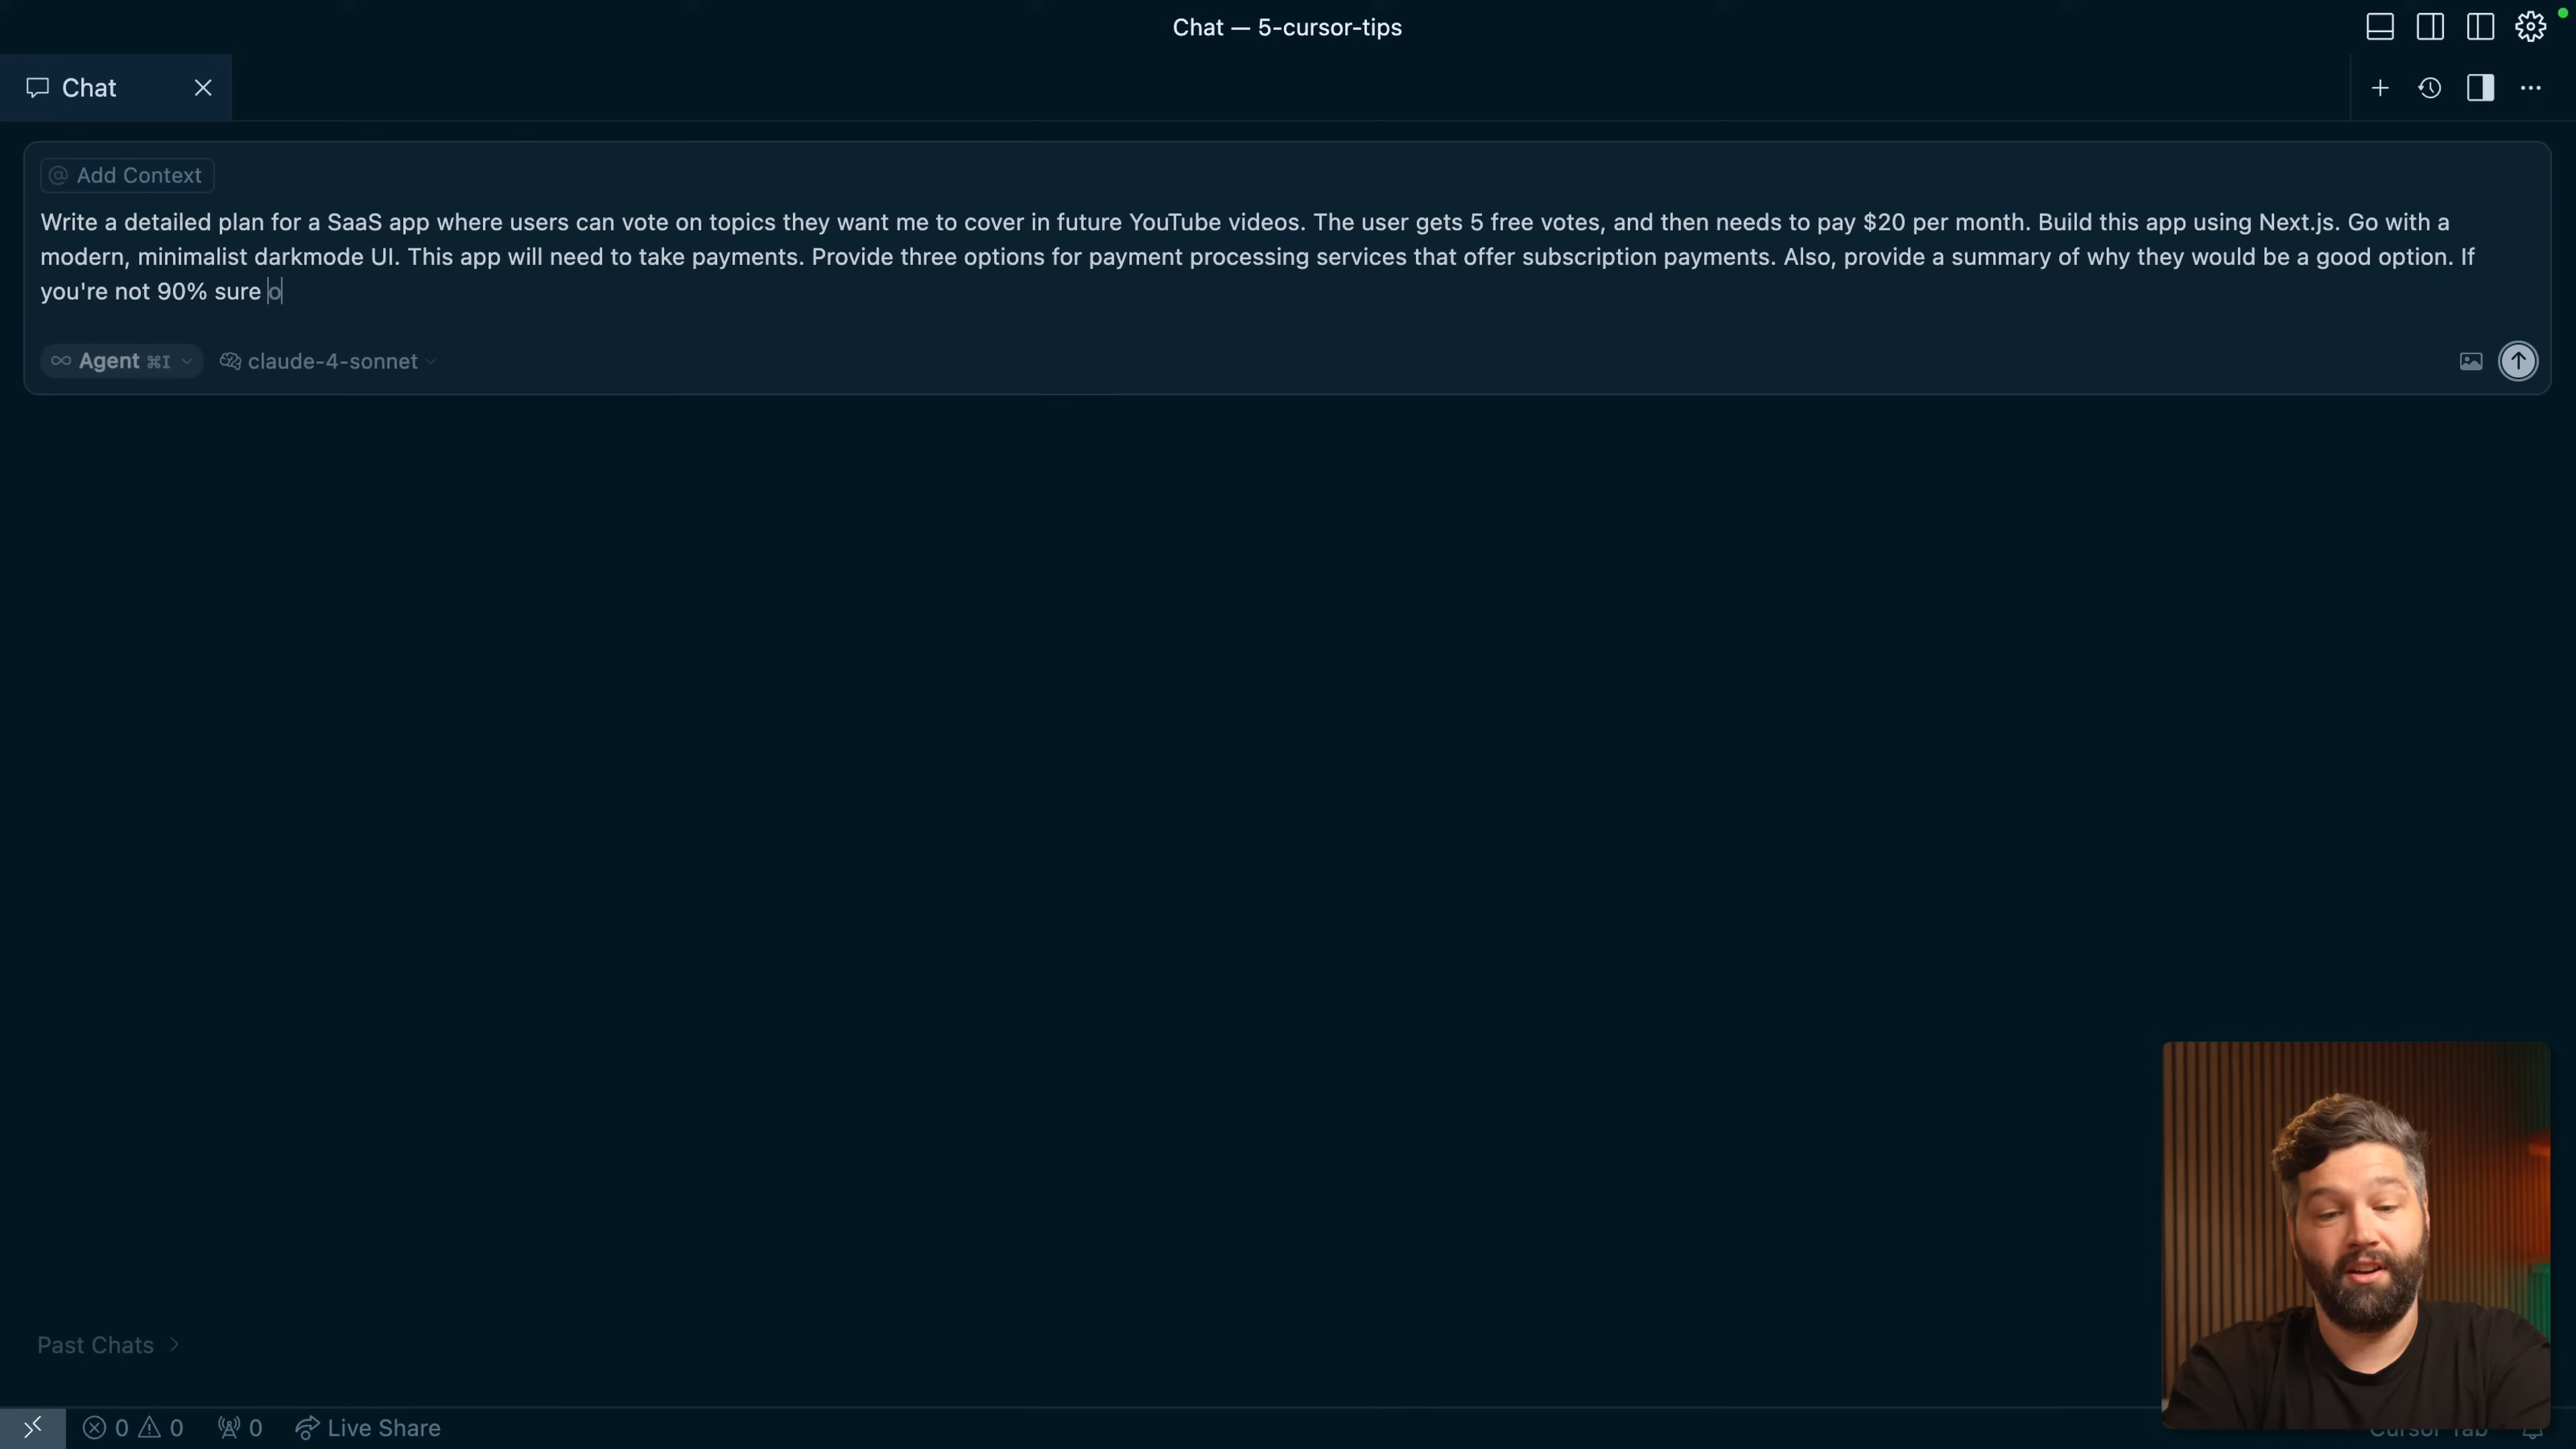 Chat — 5-cursor-tips
Chat
Add Context
Write a detailed plan for a SaaS app where users can vote on topics they want me to cover in future YouTube videos. The user gets 5 free votes, and then needs to pay $20 per month. Build this app using Next.js. Go with a
modern, minimalist darkmode UI. This app will need to take payments. Provide three options for payment processing services that offer subscription payments. Also, provide a summary of why they would be a good option. If
you're not 90% sure o
Agent ⌘I claude-4-sonnet
Past Chats
0 0 0 Live Share Cursor Tab